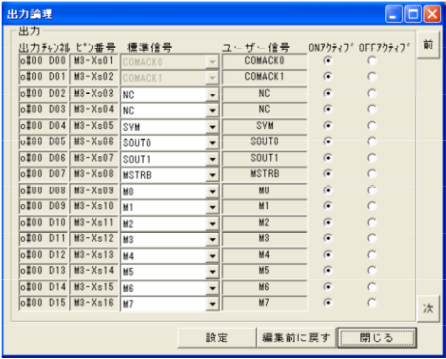 出力論理
出力
出力ﾁｬﾝﾈﾙ ﾋﾟﾝ番号 標準信号 ユーザー信号 ONｱｸﾃｨﾌﾞ OFFｱｸﾃｨﾌﾞ 前
o#00 D00 M3-Xs01 COMACK0 COMACK0
o#00 D01 M3-Xs02 COMACK1 COMACK1
o#00 D02 M3-Xs03 NC NC
o#00 D03 M3-Xs04 NC NC
o#00 D04 M3-Xs05 SVM SVM
o#00 D05 M3-Xs06 SOUT0 SOUT0
o#00 D06 M3-Xs07 SOUT1 SOUT1
o#00 D07 M3-Xs08 MSTRB MSTRB
o#00 D08 M3-Xs09 M0 M0
o#00 D09 M3-Xs10 M1 M1
o#00 D10 M3-Xs11 M2 M2
o#00 D11 M3-Xs12 M3 M3
o#00 D12 M3-Xs13 M4 M4
o#00 D13 M3-Xs14 M5 M5
o#00 D14 M3-Xs15 M6 M6
o#00 D15 M3-Xs16 M7 M7 次
設定 編集前に戻す 閉じる